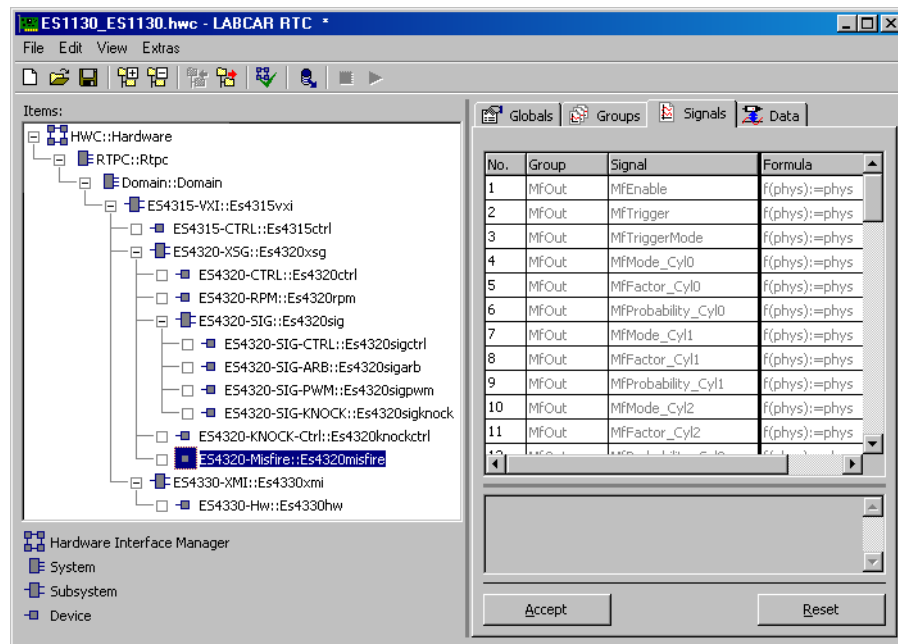 ES1130_ES1130.hwc - LABCAR RTC *
File Edit View Extras
Items:
HWC::Hardware
RTPC::Rtpc
Domain::Domain
ES4315-VXI::Es4315vxi
ES4315-CTRL::Es4315ctrl
ES4320-XSG::Es4320xsg
ES4320-CTRL::Es4320ctrl
ES4320-RPM::Es4320rpm
ES4320-SIG::Es4320sig
ES4320-SIG-CTRL::Es4320sigctrl
ES4320-SIG-ARB::Es4320sigarb
ES4320-SIG-PWM::Es4320sigpwm
ES4320-SIG-KNOCK::Es4320sigknock
ES4320-KNOCK-Ctrl::Es4320knockctrl
ES4320-Misfire::Es4320misfire
ES4330-XMI::Es4330xmi
ES4330-Hw::Es4330hw
Hardware Interface Manager
System
Subsystem
Device
Globals Groups Signals Data
No. Group Signal Formula
1 MfOut MfEnable f(phys):=phys
2 MfOut MfTrigger f(phys):=phys
3 MfOut MfTriggerMode f(phys):=phys
4 MfOut MfMode_Cyl0 f(phys):=phys
5 MfOut MfFactor_Cyl0 f(phys):=phys
6 MfOut MfProbability_Cyl0 f(phys):=phys
7 MfOut MfMode_Cyl1 f(phys):=phys
8 MfOut MfFactor_Cyl1 f(phys):=phys
9 MfOut MfProbability_Cyl1 f(phys):=phys
10 MfOut MfMode_Cyl2 f(phys):=phys
11 MfOut MfFactor_Cyl2 f(phys):=phys
Accept Reset